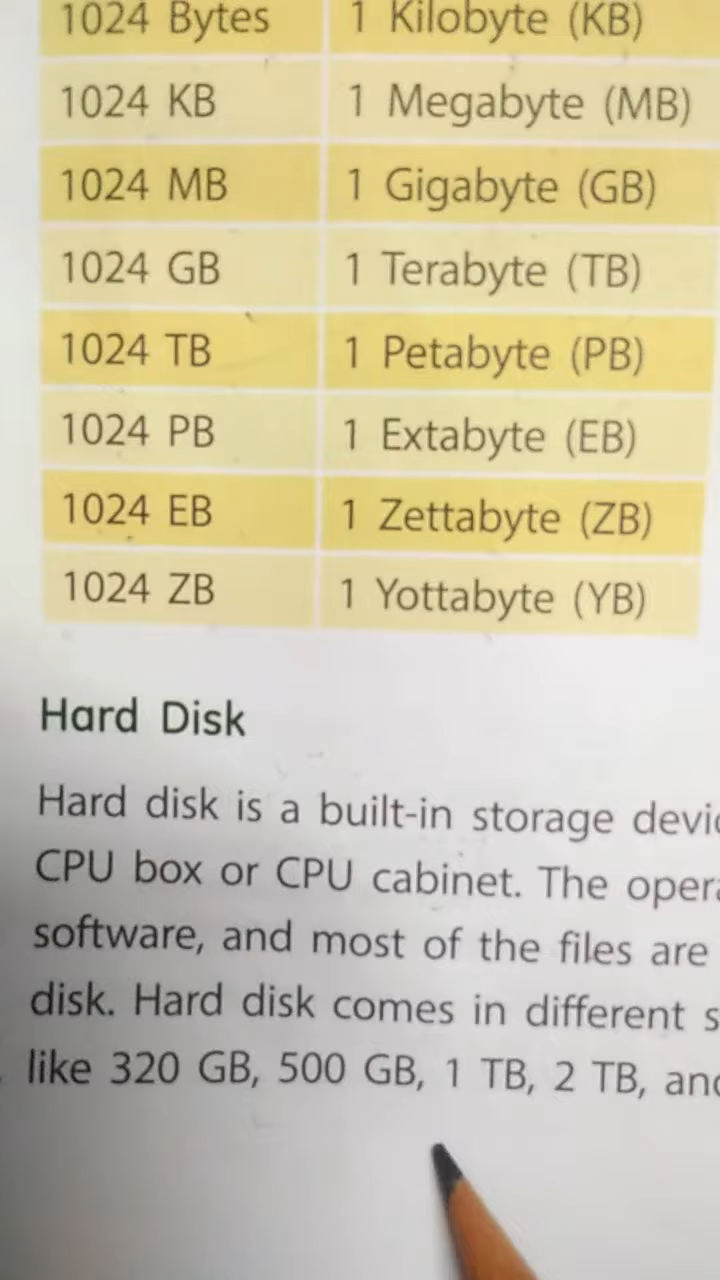 1024 Bytes 1 Kilobyte (KB)
1024 KB 1 Megabyte (MB)
1024 MB 1 Gigabyte (GB)
1024 GB 1 Terabyte (TB)
1024 TB 1 Petabyte (PB)
1024 PB 1 Extabyte (EB)
1024 EB 1 Zettabyte (ZB)
1024 ZB 1 Yottabyte (YB)
Hard Disk
Hard disk is a built-in storage
CPU box or CPU cabinet. The
software, and most of the files are
disk. Hard disk comes in different
like 320 GB, 500 GB, 1 TB, 2 TB,